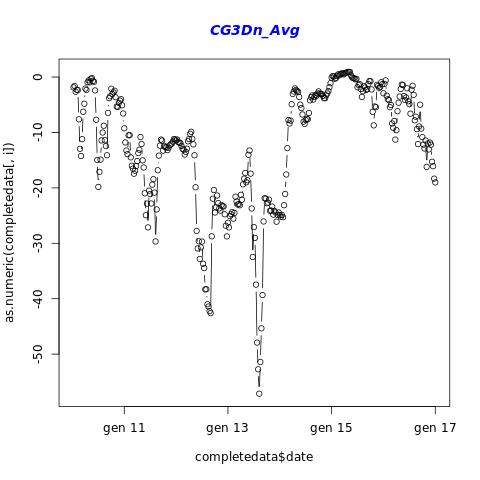 CG3Dn_Avg
as.numeric(completedata[, i])
0
-10
-20
-30
-40
-50
gen 11
gen 13
gen 15
gen 17
completedata$date